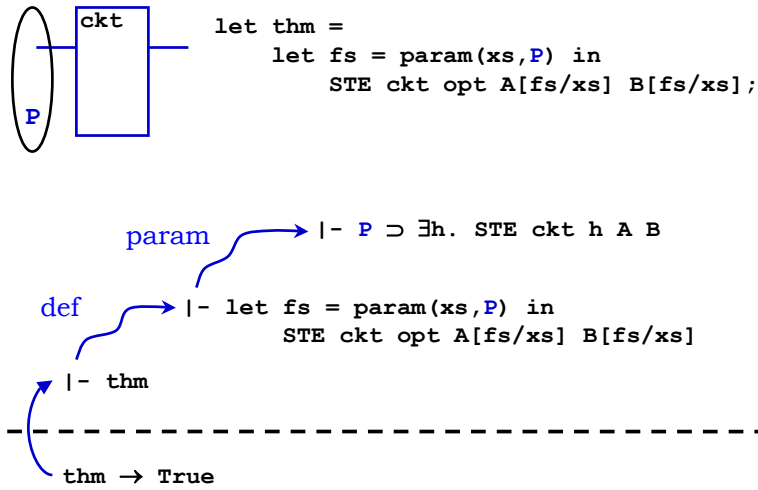 ckt
let thm =
let fs = param(xs,P) in
STE ckt opt A[fs/xs] B[fs/xs];
P
param
|- P ⊃ ∃h. STE ckt h A B
def
|- let fs = param(xs,P) in
STE ckt opt A[fs/xs] B[fs/xs]
|- thm
thm → True